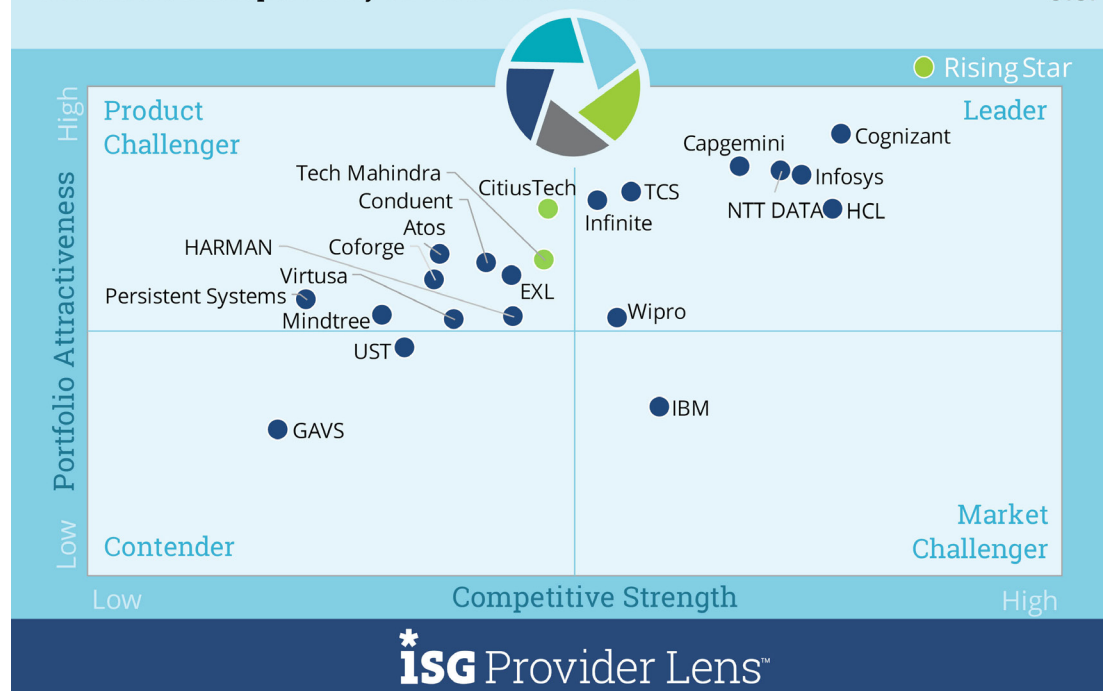 Rising Star
High
Product
Challenger
Leader
Cognizant
Capgemini
Tech Mahindra
Infosys
CitiusTech
TCS
Conduent
NTT DATA
HCL
Infinite
Atos
Coforge
HARMAN
Virtusa
EXL
Persistent Systems
Wipro
Mindtree
UST
IBM
GAVS
Portfolio Attractiveness
Market
Challenger
Contender
Low
Low
Competitive Strength
High
ISG Provider Lens™